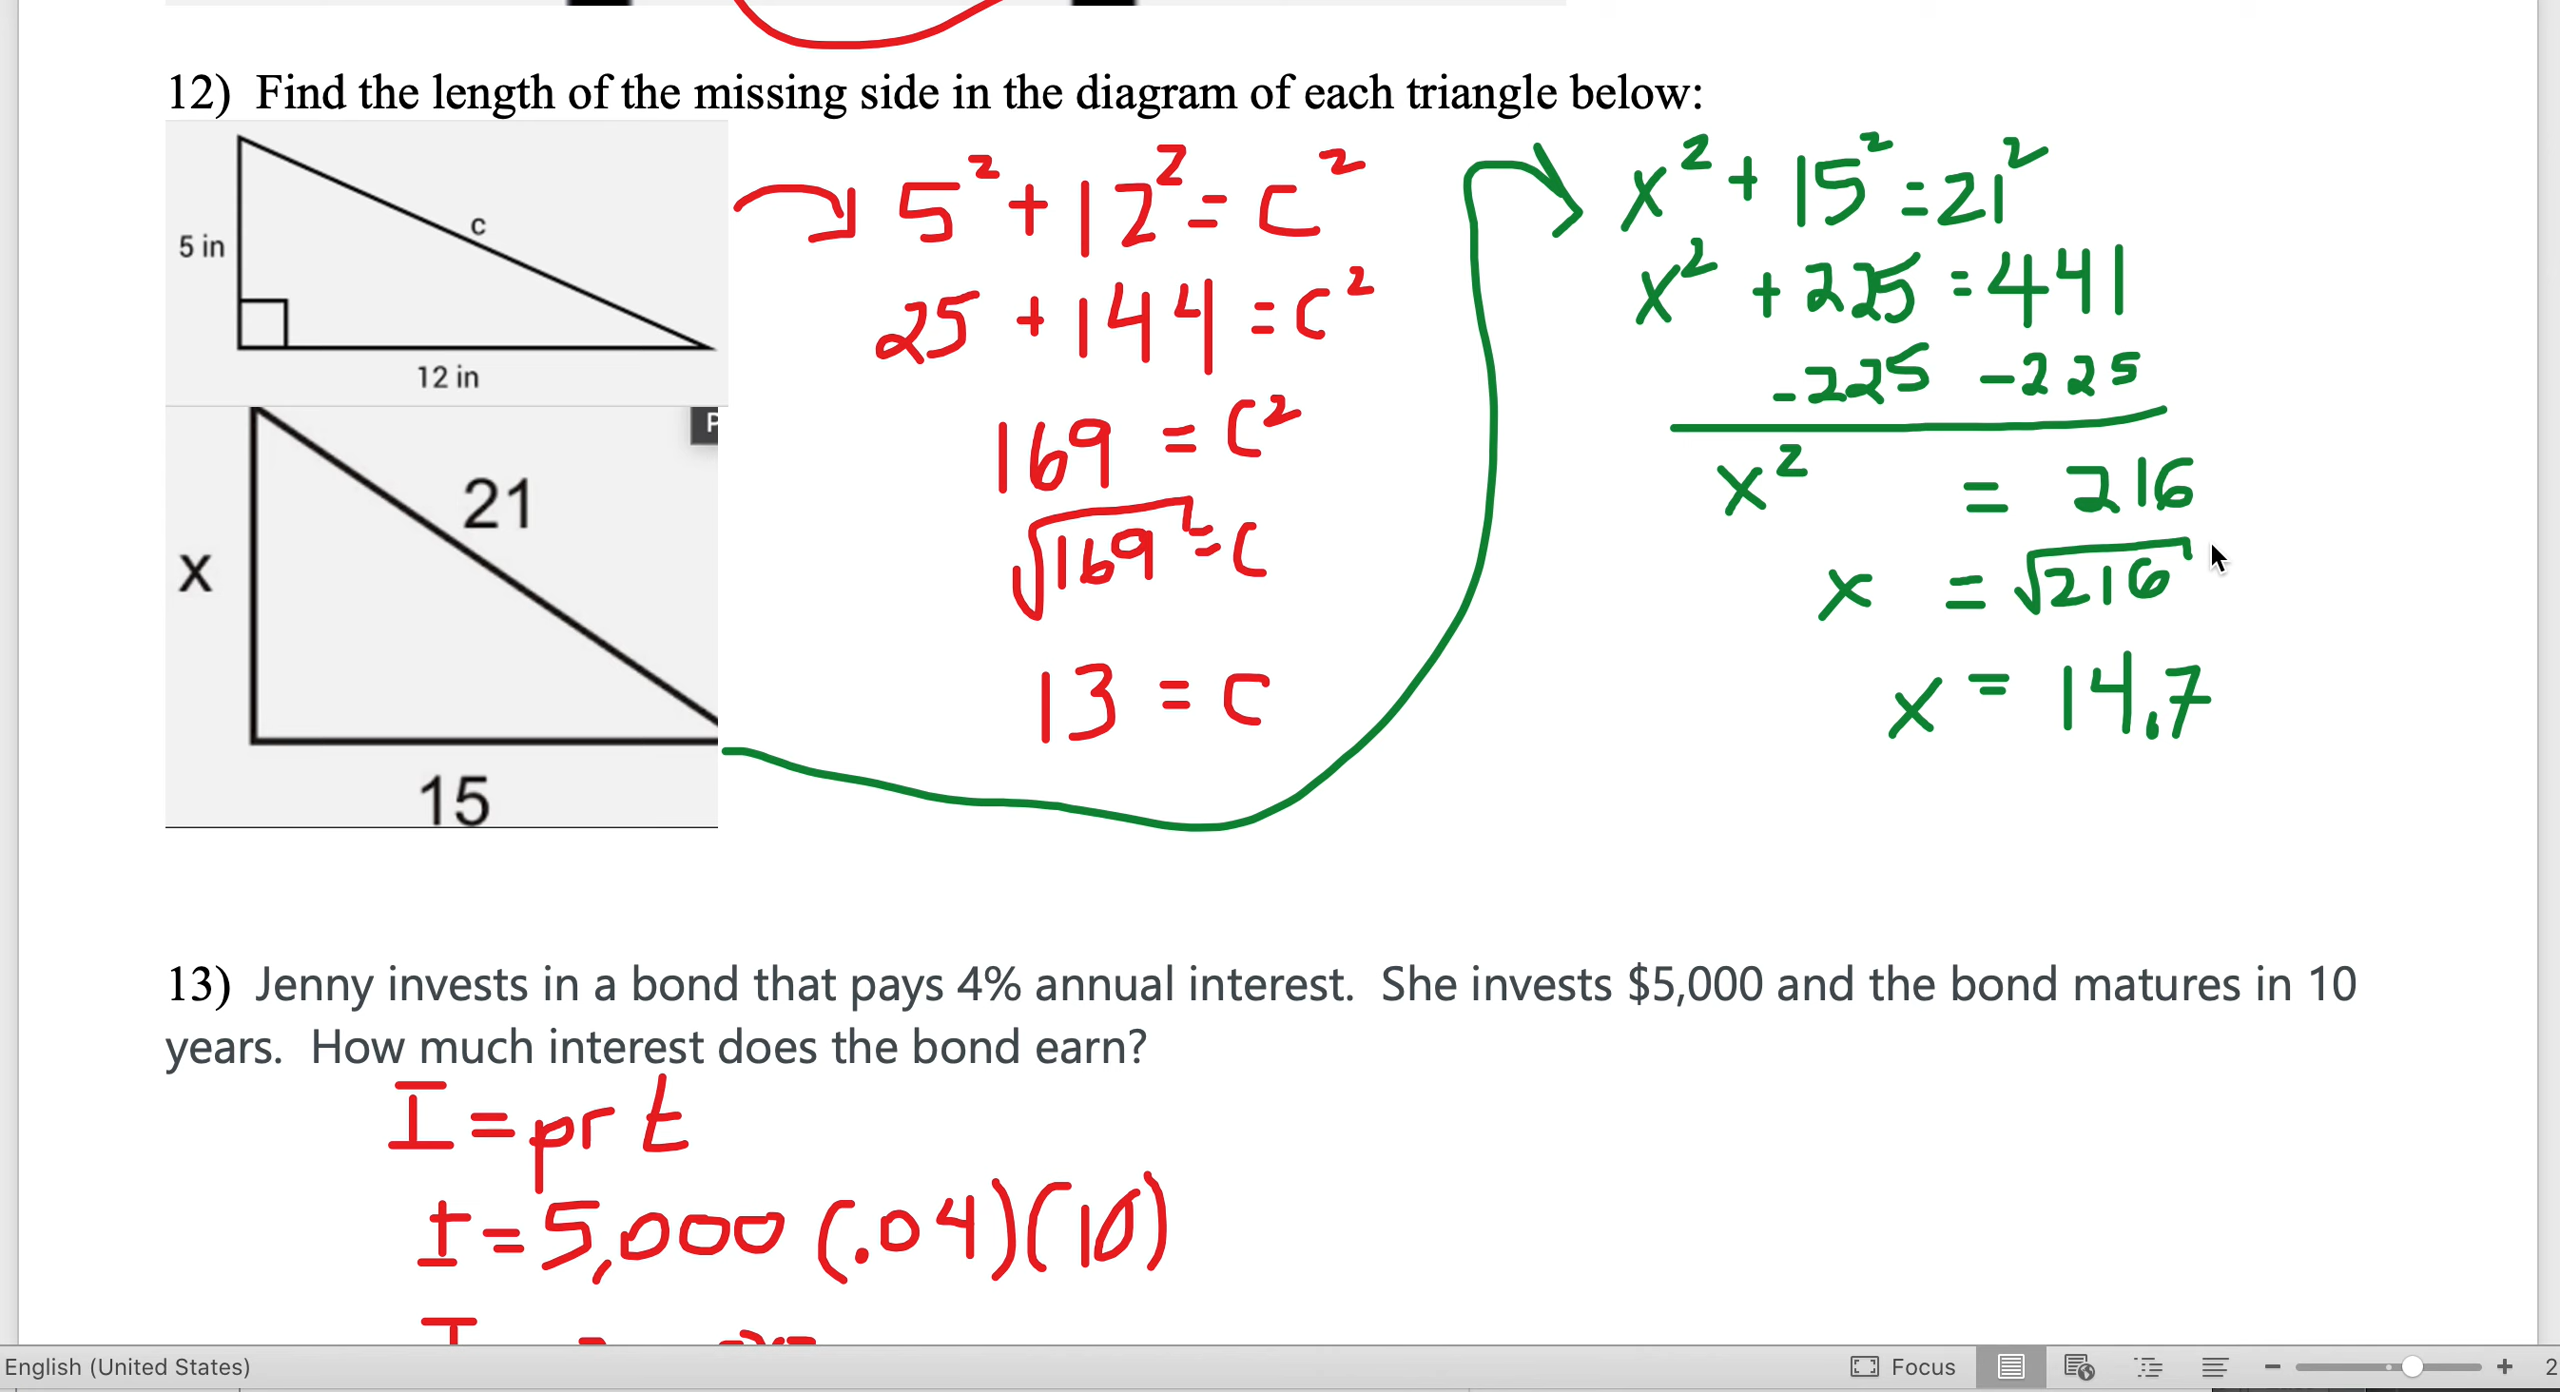 12) Find the length of the missing side in the diagram of each triangle below:
5 in
c
12 in
P
21
x
15
5² + 12² = c²
25 + 144 = c²
169 = c²
√169 = c
13 = c
x² + 15² = 21²
x² + 225 = 441
-225 -225
x² = 216
x = √216
x = 14.7
13) Jenny invests in a bond that pays 4% annual interest. She invests $5,000 and the bond matures in 10
years. How much interest does the bond earn?
I = prt
I = 5,000 (.04)(10)
English (United States)
Focus
2